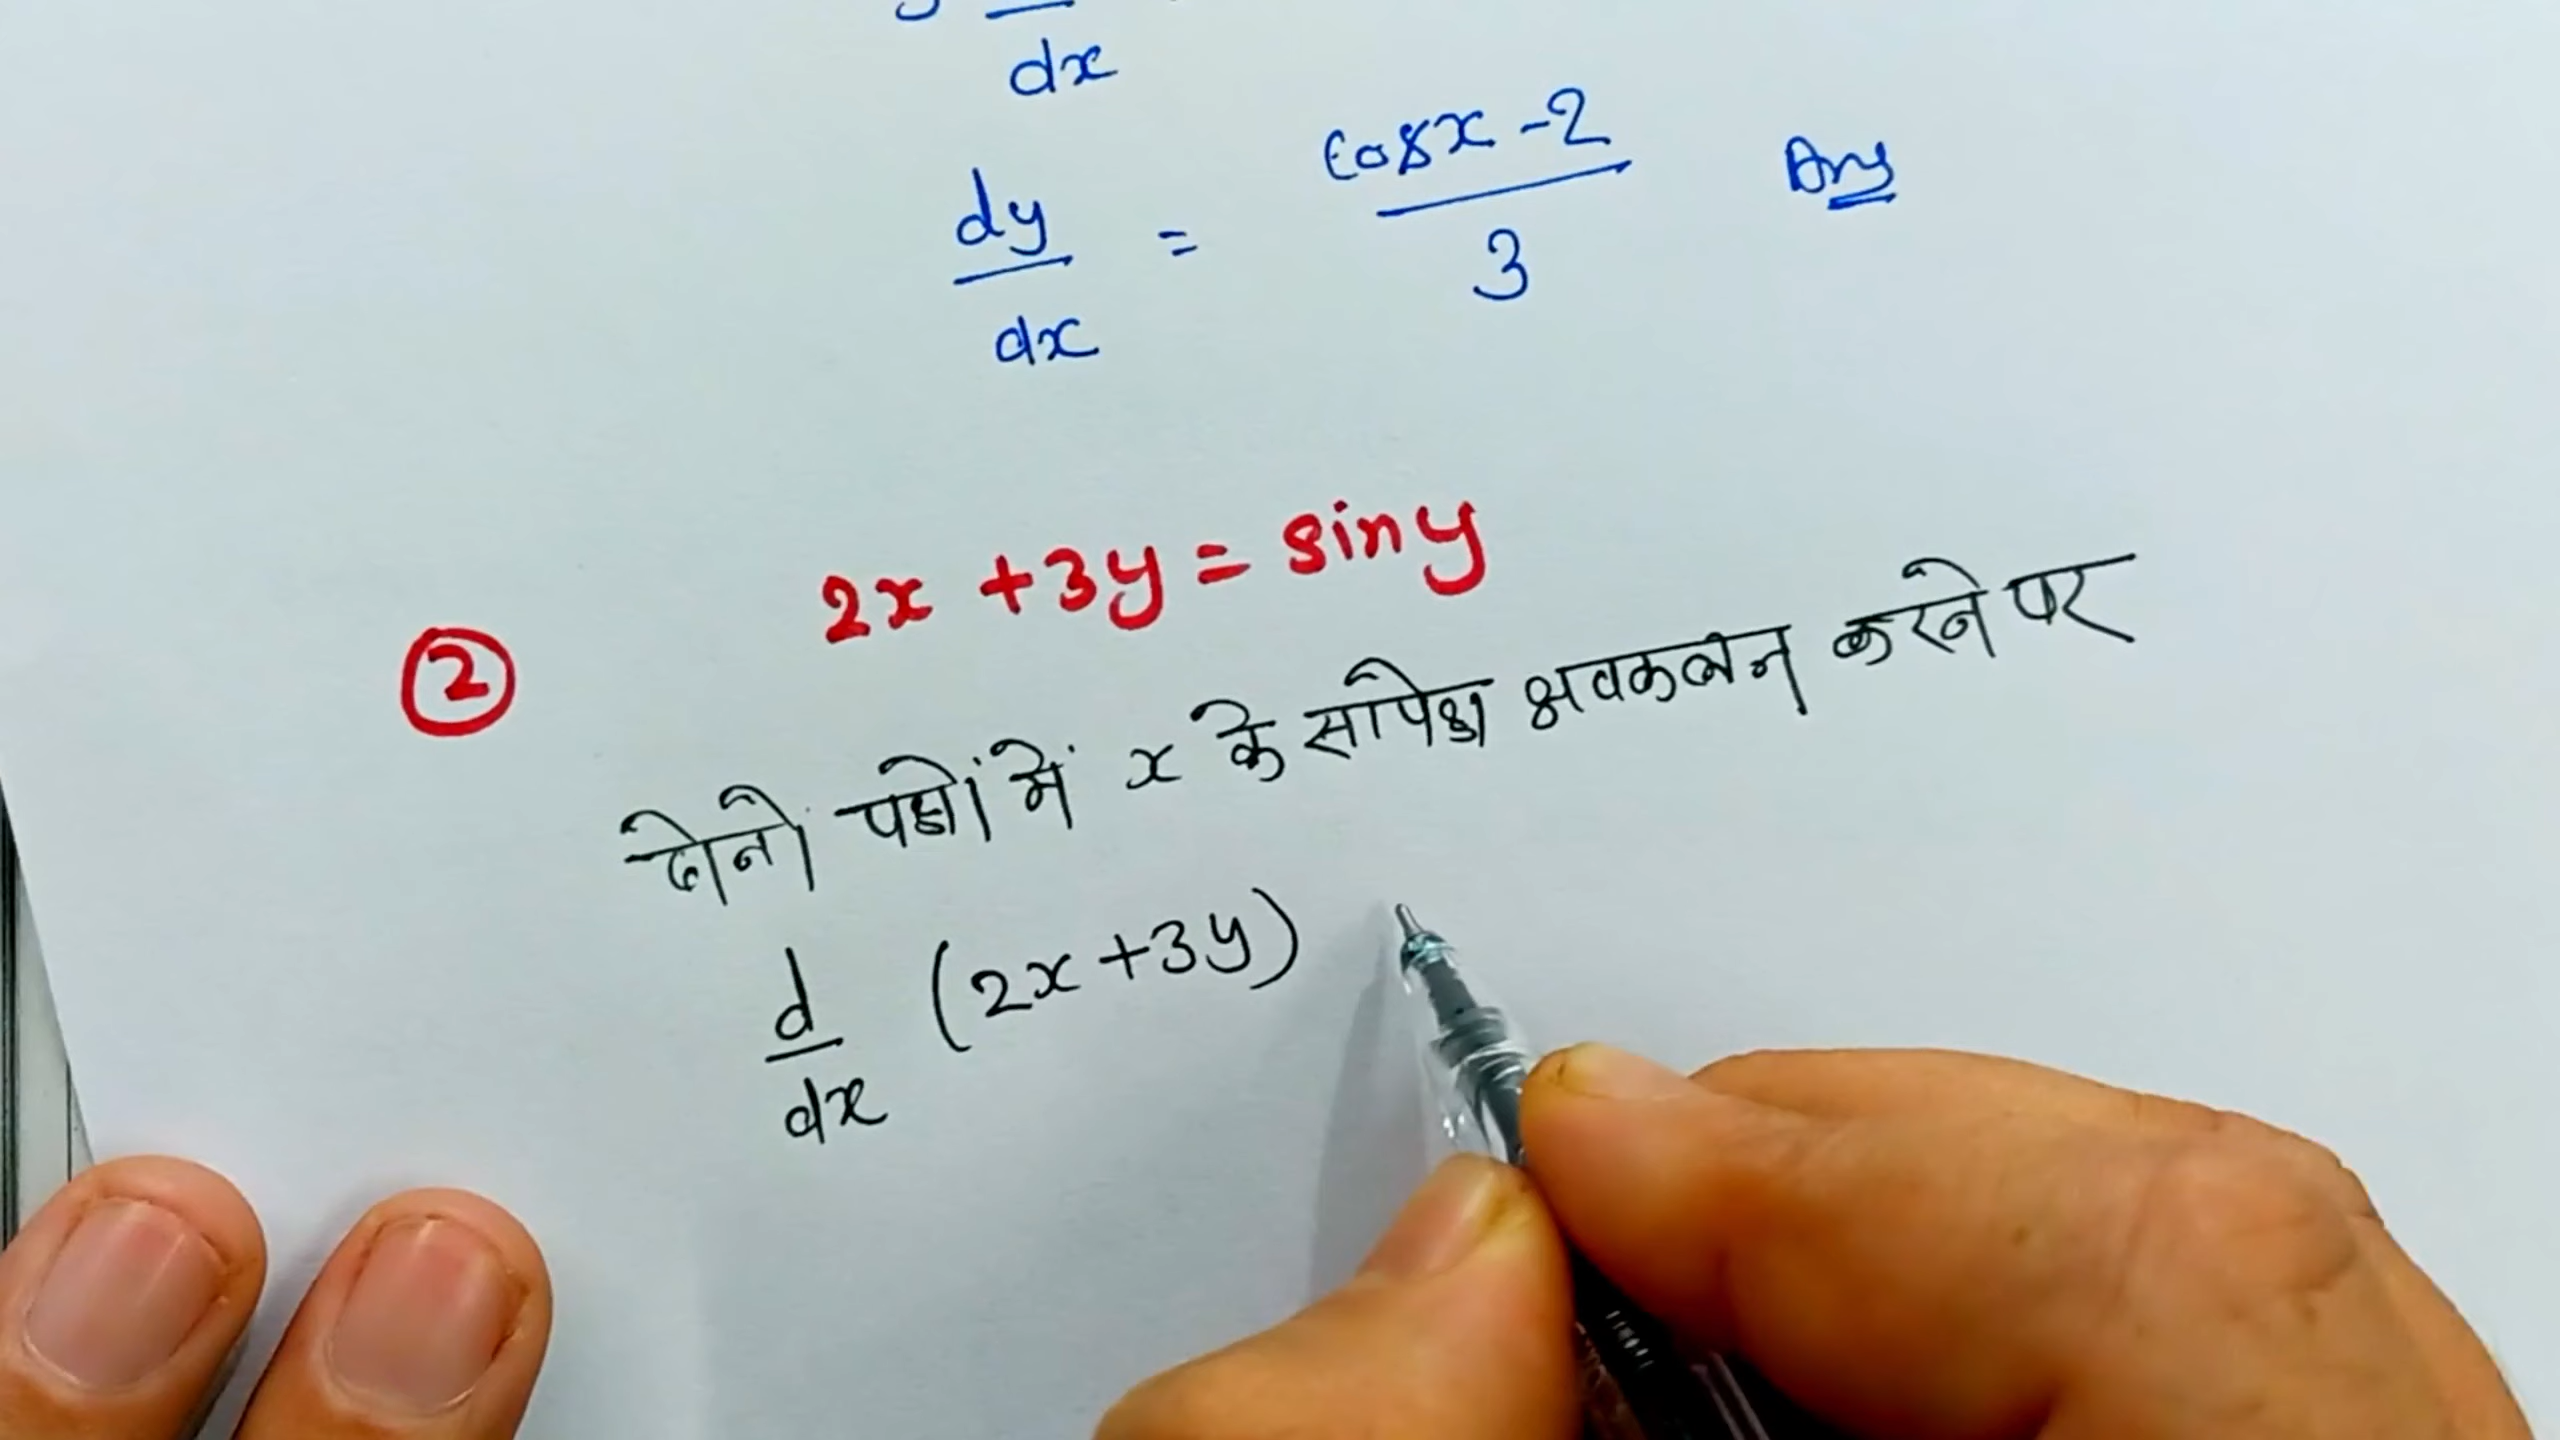 dx
dy/dx = cosx - 2 / 3 Ans
② 2x + 3y = siny
दोनों पक्षों में x के सापेक्ष अवकलन करने पर
d/dx (2x + 3y)